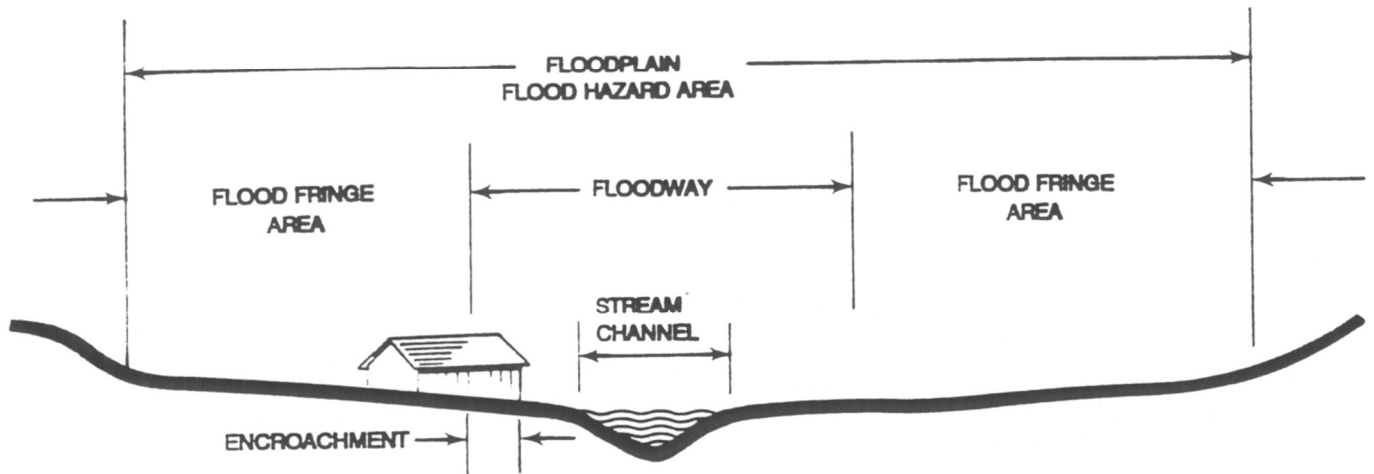 FLOODPLAIN
FLOOD HAZARD AREA
FLOOD FRINGE
AREA
FLOODWAY
FLOOD FRINGE
AREA
STREAM
CHANNEL
ENCROACHMENT